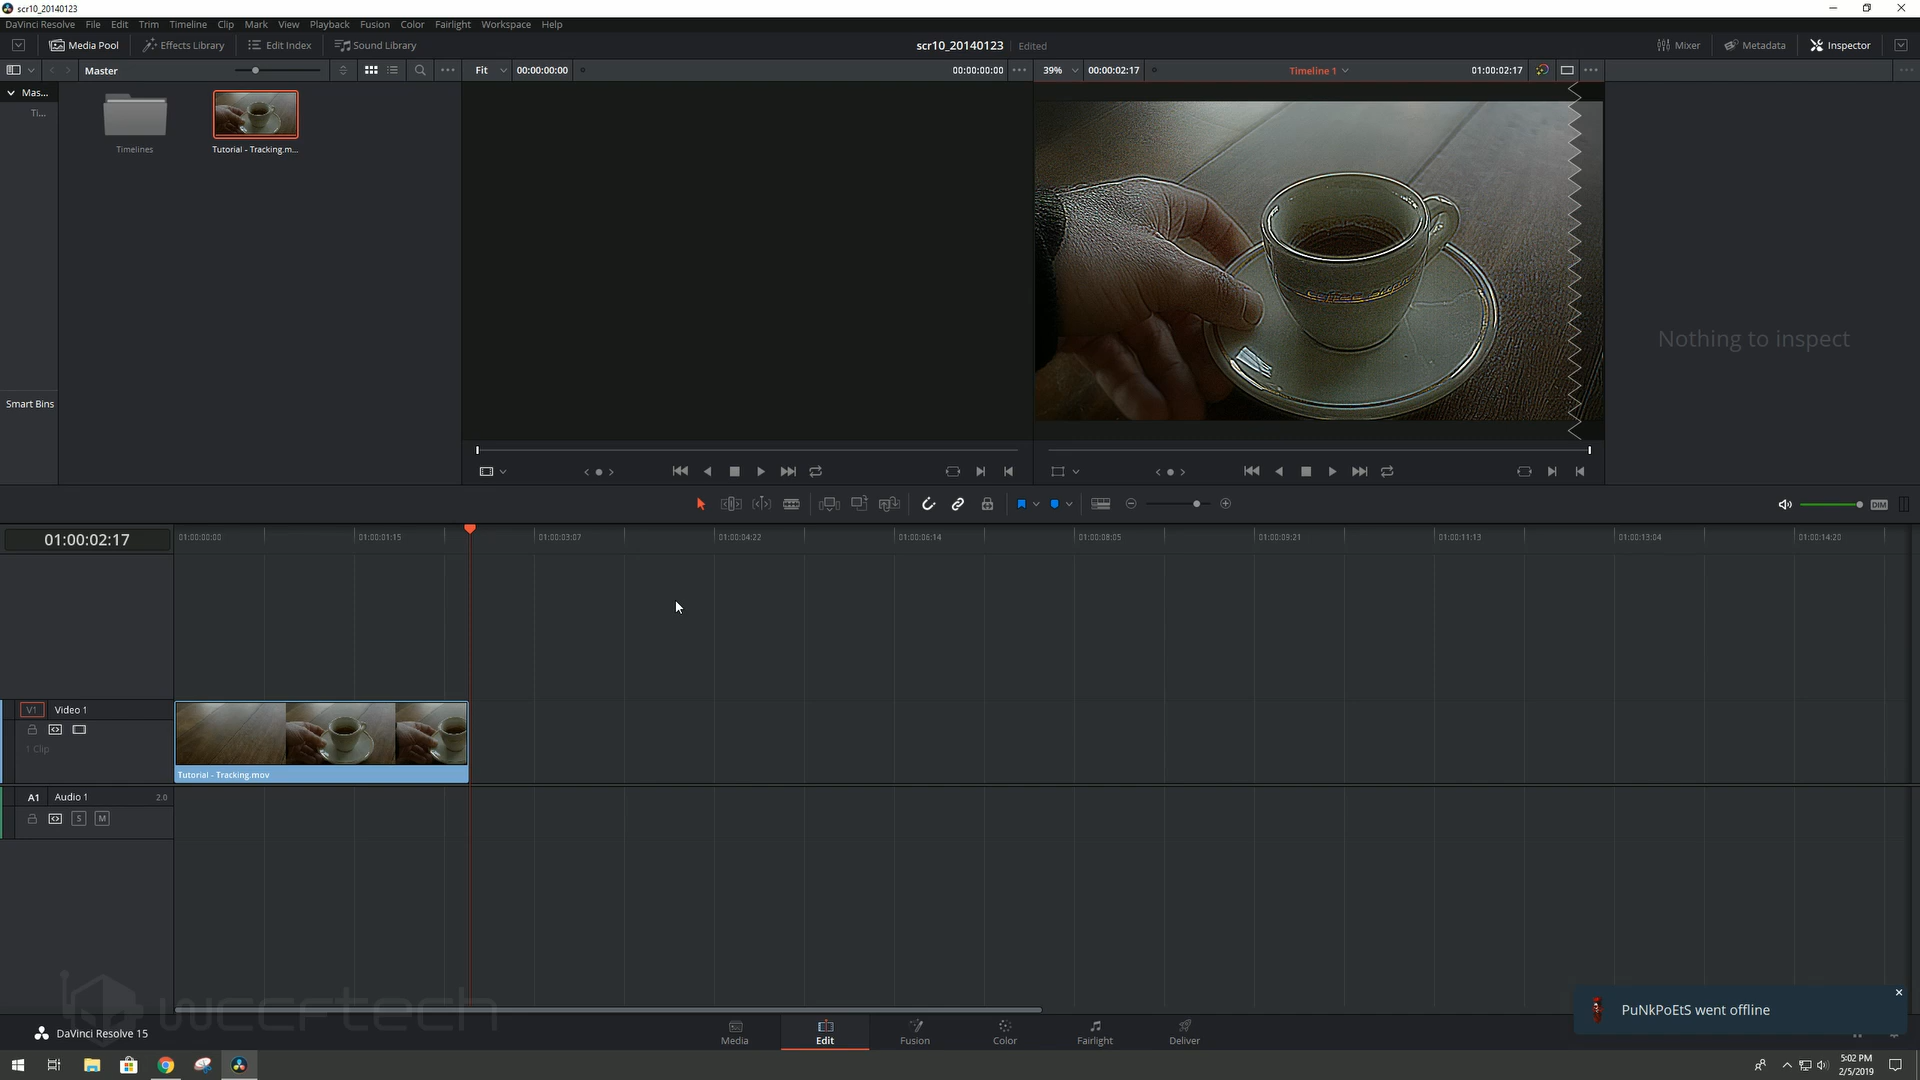 scr10_20140123
DaVinci Resolve File Edit Trim Timeline Clip Mark View Playback Fusion Color Fairlight Workspace Help
Media Pool Effects Library Edit Index Sound Library scr10_20140123 Edited Mixer Metadata Inspector
Master Fit 00:00:00:00 00:00:00:00 39% 00:00:02:17 Timeline 1 01:00:02:17
Mas...
Ti...
Timelines
Tutorial - Tracking.m...
Nothing to inspect
Smart Bins
DIM
01:00:02:17
01:00:00:00 01:00:01:15 01:00:03:07 01:00:04:22 01:00:06:14 01:00:08:05 01:00:09:21 01:00:11:13 01:00:13:04 01:00:14:20
V1 Video 1
1 Clip
Tutorial - Tracking.mov
A1 Audio 1 2.0
S M
wccftech
PuNkPoEtS went offline
DaVinci Resolve 15
Media Edit Fusion Color Fairlight Deliver
5:02 PM
2/5/2019